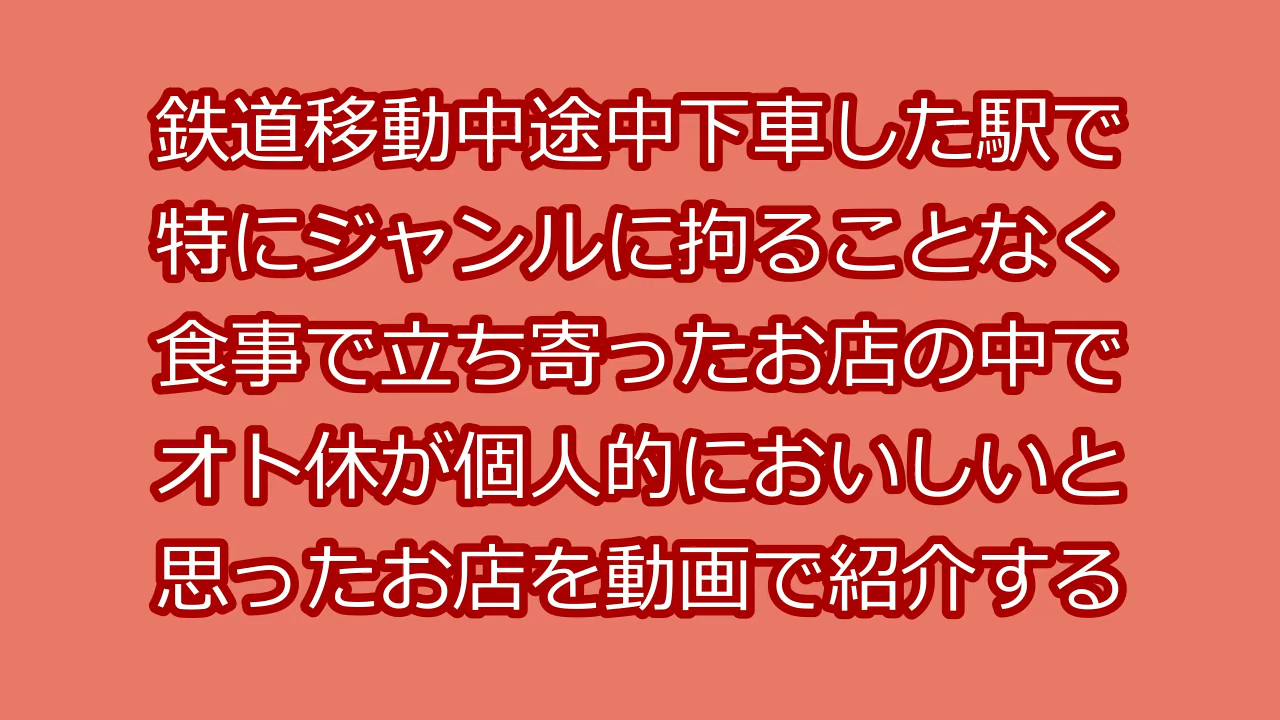 鉄道移動中途中下車した駅で
特にジャンルに拘ることなく
食事で立ち寄ったお店の中で
オト休が個人的においしいと
思ったお店を動画で紹介する